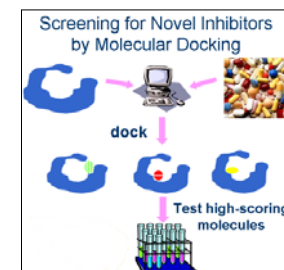 Screening for Novel Inhibitors
by Molecular Docking
dock
Test high-scoring
molecules